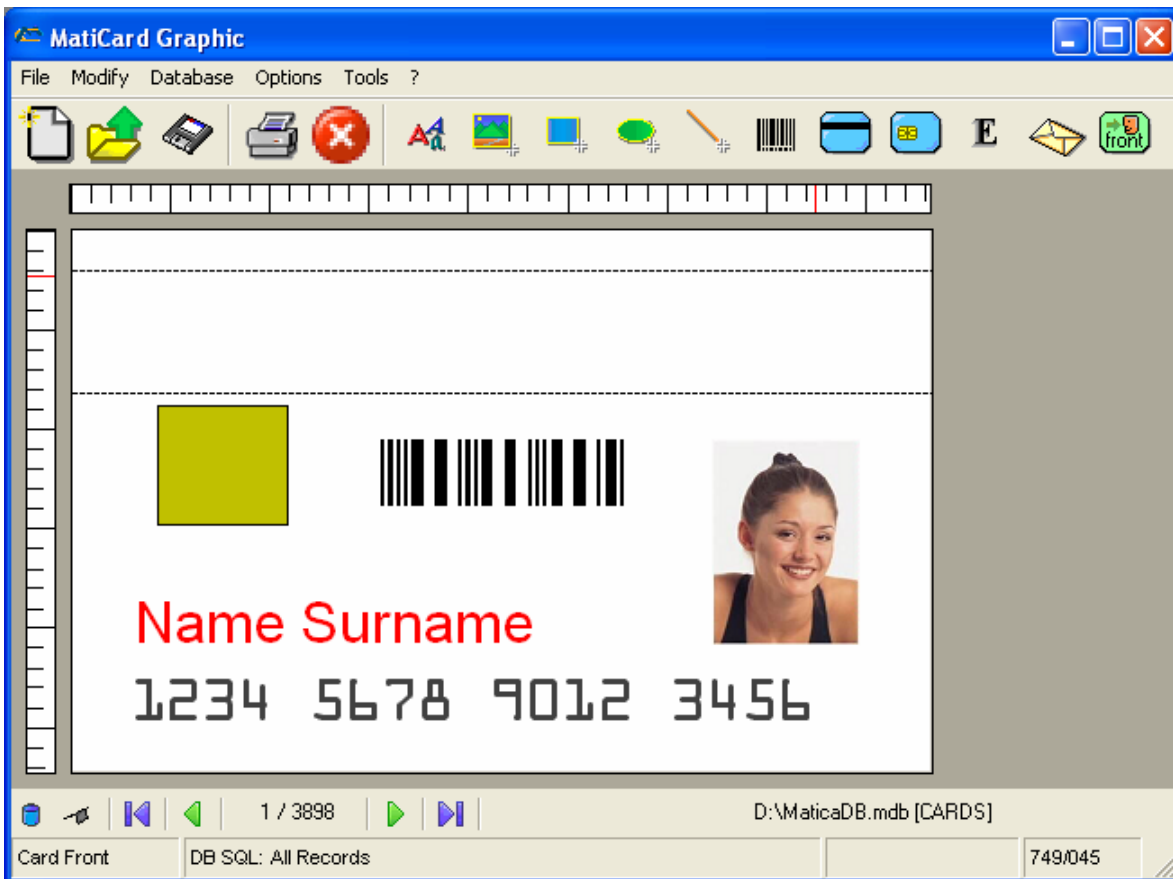 MatiCard Graphic
File Modify Database Options Tools ?
E front
Name Surname
1234 5678 9012 3456
1 / 3898 D:\MaticaDB.mdb [CARDS]
Card Front DB SQL: All Records 749/045